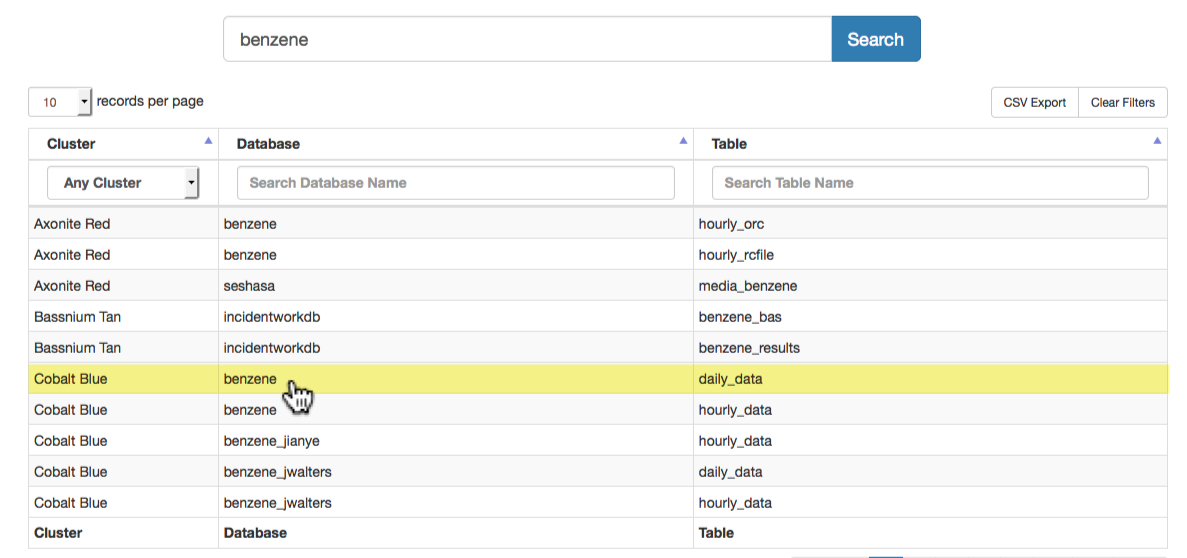 benzene Search
10 records per page CSV Export Clear Filters
Cluster Database Table
Any Cluster Search Database Name Search Table Name
Axonite Red benzene hourly_orc
Axonite Red benzene hourly_rcfile
Axonite Red seshasa media_benzene
Bassnium Tan incidentworkdb benzene_bas
Bassnium Tan incidentworkdb benzene_results
Cobalt Blue benzene daily_data
Cobalt Blue benzene hourly_data
Cobalt Blue benzene_jianye hourly_data
Cobalt Blue benzene_jwalters daily_data
Cobalt Blue benzene_jwalters hourly_data
Cluster Database Table